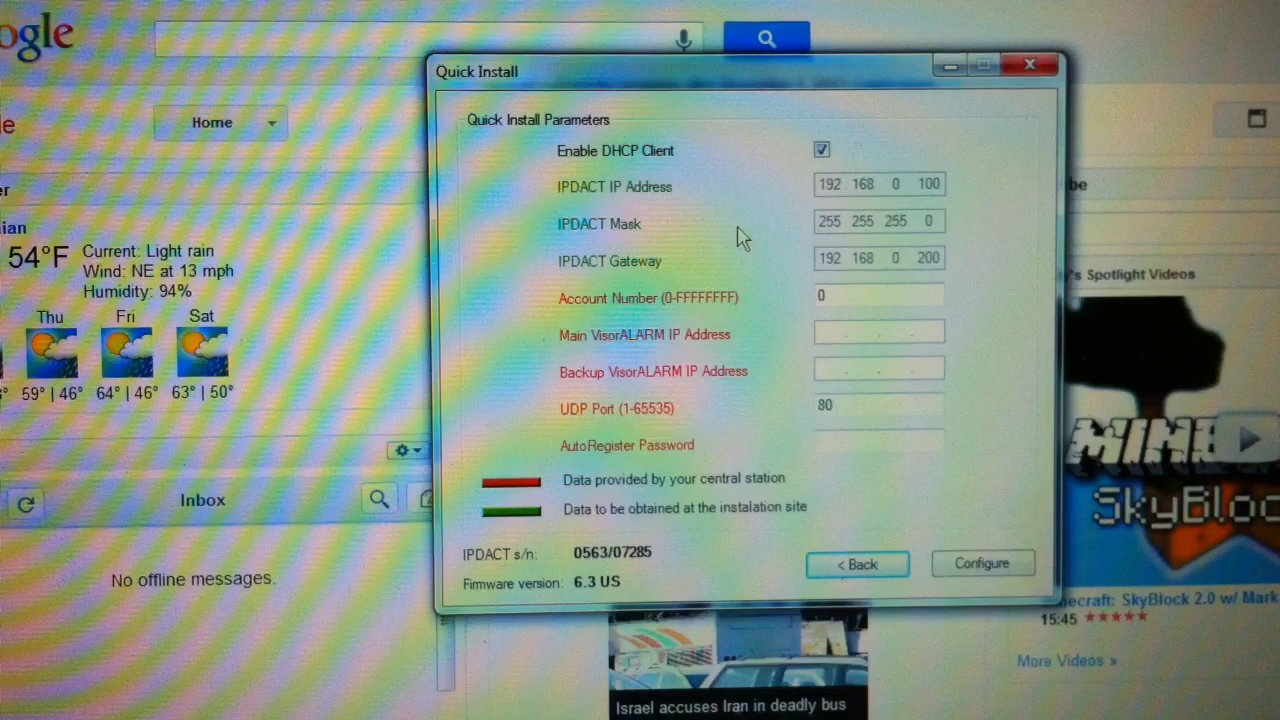 ogle
Quick Install
Home
Quick Install Parameters
Enable DHCP Client
IPDACT IP Address 192 168 0 100
IPDACT Mask 255 255 255 0
IPDACT Gateway 192 168 0 200
Account Number (0-FFFFFFFF) 0
Main VisorALARM IP Address . . .
Backup VisorALARM IP Address . . .
UDP Port (1-65535) 80
AutoRegister Password
Data provided by your central station
Data to be obtained at the instalation site
IPDACT s/n: 0563/07285
Firmware version: 6.3 US
< Back
Configure
ian
54°F
Current: Light rain
Wind: NE at 13 mph
Humidity: 94%
Thu Fri Sat
59° | 46° 64° | 46° 63° | 50°
Inbox
No offline messages.
be
's Spotlight Videos
MINE
SkyBloc
necraft: SkyBlock 2.0 w/ Mark
15:45
More Videos »
Israel accuses Iran in deadly bus